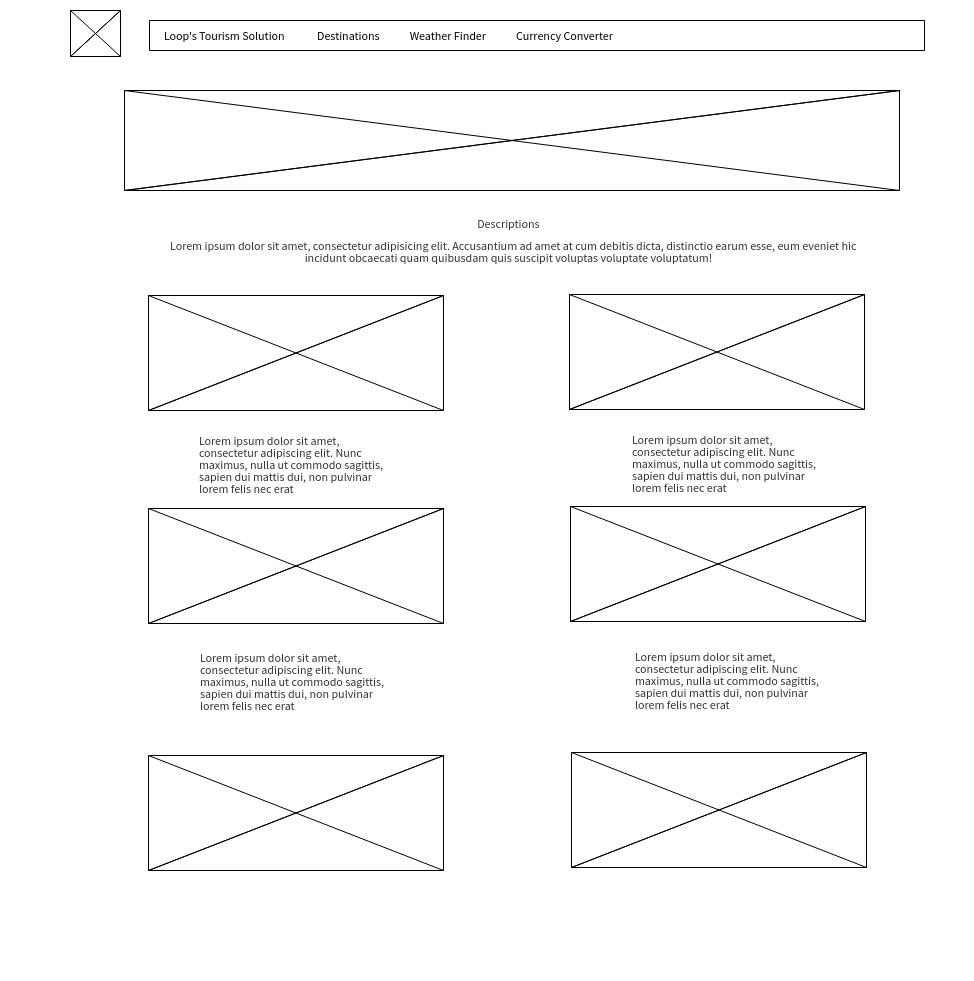 Loop's Tourism Solution Destinations Weather Finder Currency Converter
Descriptions
Lorem ipsum dolor sit amet, consectetur adipisicing elit. Accusantium ad amet at cum debitis dicta, distinctio earum esse, eum eveniet hic
incidunt obcaecati quam quibusdam quis suscipit voluptas voluptate voluptatum!
Lorem ipsum dolor sit amet,
consectetur adipiscing elit. Nunc
maximus, nulla ut commodo sagittis,
sapien dui mattis dui, non pulvinar
lorem felis nec erat
Lorem ipsum dolor sit amet,
consectetur adipiscing elit. Nunc
maximus, nulla ut commodo sagittis,
sapien dui mattis dui, non pulvinar
lorem felis nec erat
Lorem ipsum dolor sit amet,
consectetur adipiscing elit. Nunc
maximus, nulla ut commodo sagittis,
sapien dui mattis dui, non pulvinar
lorem felis nec erat
Lorem ipsum dolor sit amet,
consectetur adipiscing elit. Nunc
maximus, nulla ut commodo sagittis,
sapien dui mattis dui, non pulvinar
lorem felis nec erat